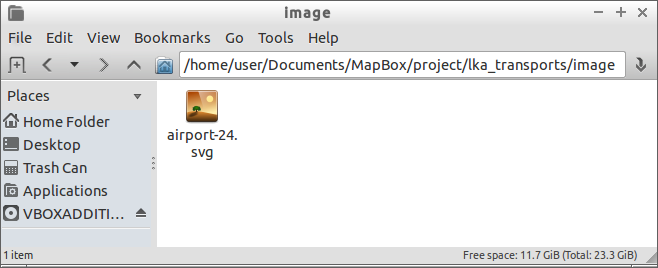 image
File Edit View Bookmarks Go Tools Help
/home/user/Documents/MapBox/project/lka_transports/image
Places
Home Folder
Desktop
Trash Can
Applications
VBOXADDITI...
airport-24.
svg
1 item
Free space: 11.7 GiB (Total: 23.3 GiB)